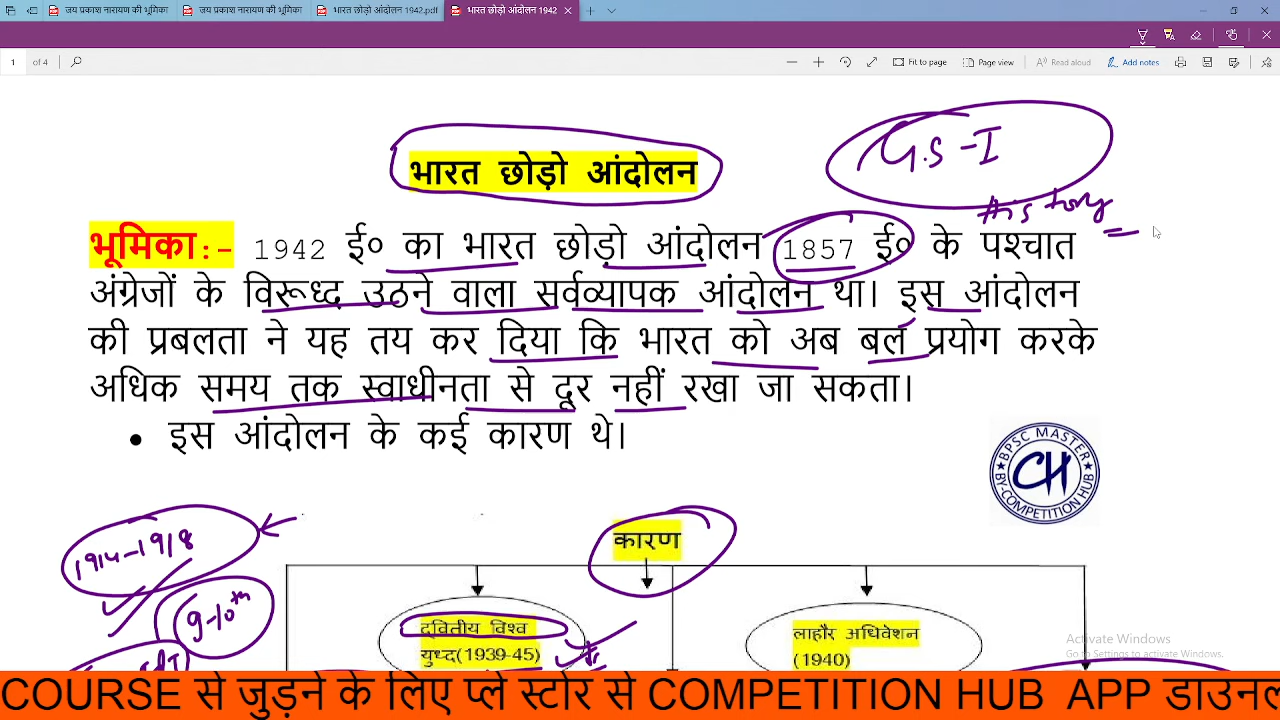 जय प्रकाश नारायण की भूमिका
जय प्रकाश नारायण की भूमिका
भारत छोड़ो आंदोलन 1942.pdf
भारत छोड़ो आंदोलन 1942
1 of 4
Fit to page
Page view
Read aloud
Add notes
G.S-I
History
भारत छोड़ो आंदोलन
भूमिका:- 1942 ई० का भारत छोड़ो आंदोलन 1857 ई० के पश्चात
अंग्रेजों के विरूध्द उठने वाला सर्वव्यापक आंदोलन था। इस आंदोलन
की प्रबलता ने यह तय कर दिया कि भारत को अब बल प्रयोग करके
अधिक समय तक स्वाधीनता से दूर नहीं रखा जा सकता।
• इस आंदोलन के कई कारण थे।
BPSC MASTER
CH
BY-COMPETITION HUB
1914-1918
9-10th
कारण
द्वितीय विश्व
युध्द(1939-45)
लाहौर अधिवेशन
(1940)
Activate Windows
Go to Settings to activate Windows.
COURSE से जुड़ने के लिए प्ले स्टोर से COMPETITION HUB APP डाउनल